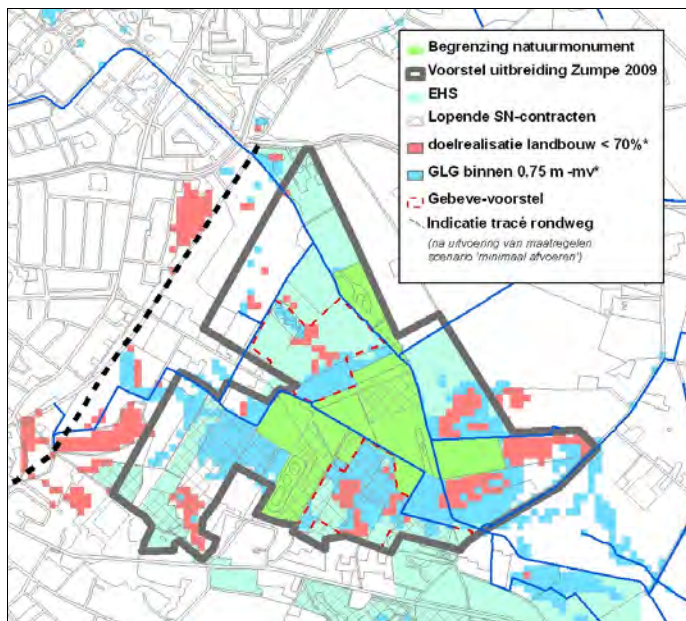 Begrenzing natuurmonument
Voorstel uitbreiding Zumpe 2009
EHS
Lopende SN-contracten
doelrealisatie landbouw < 70%*
GLG binnen 0.75 m -mv*
Gebeve-voorstel
Indicatie tracé rondweg
(na uitvoering van maatregelen
scenario 'minimaal afvoeren')